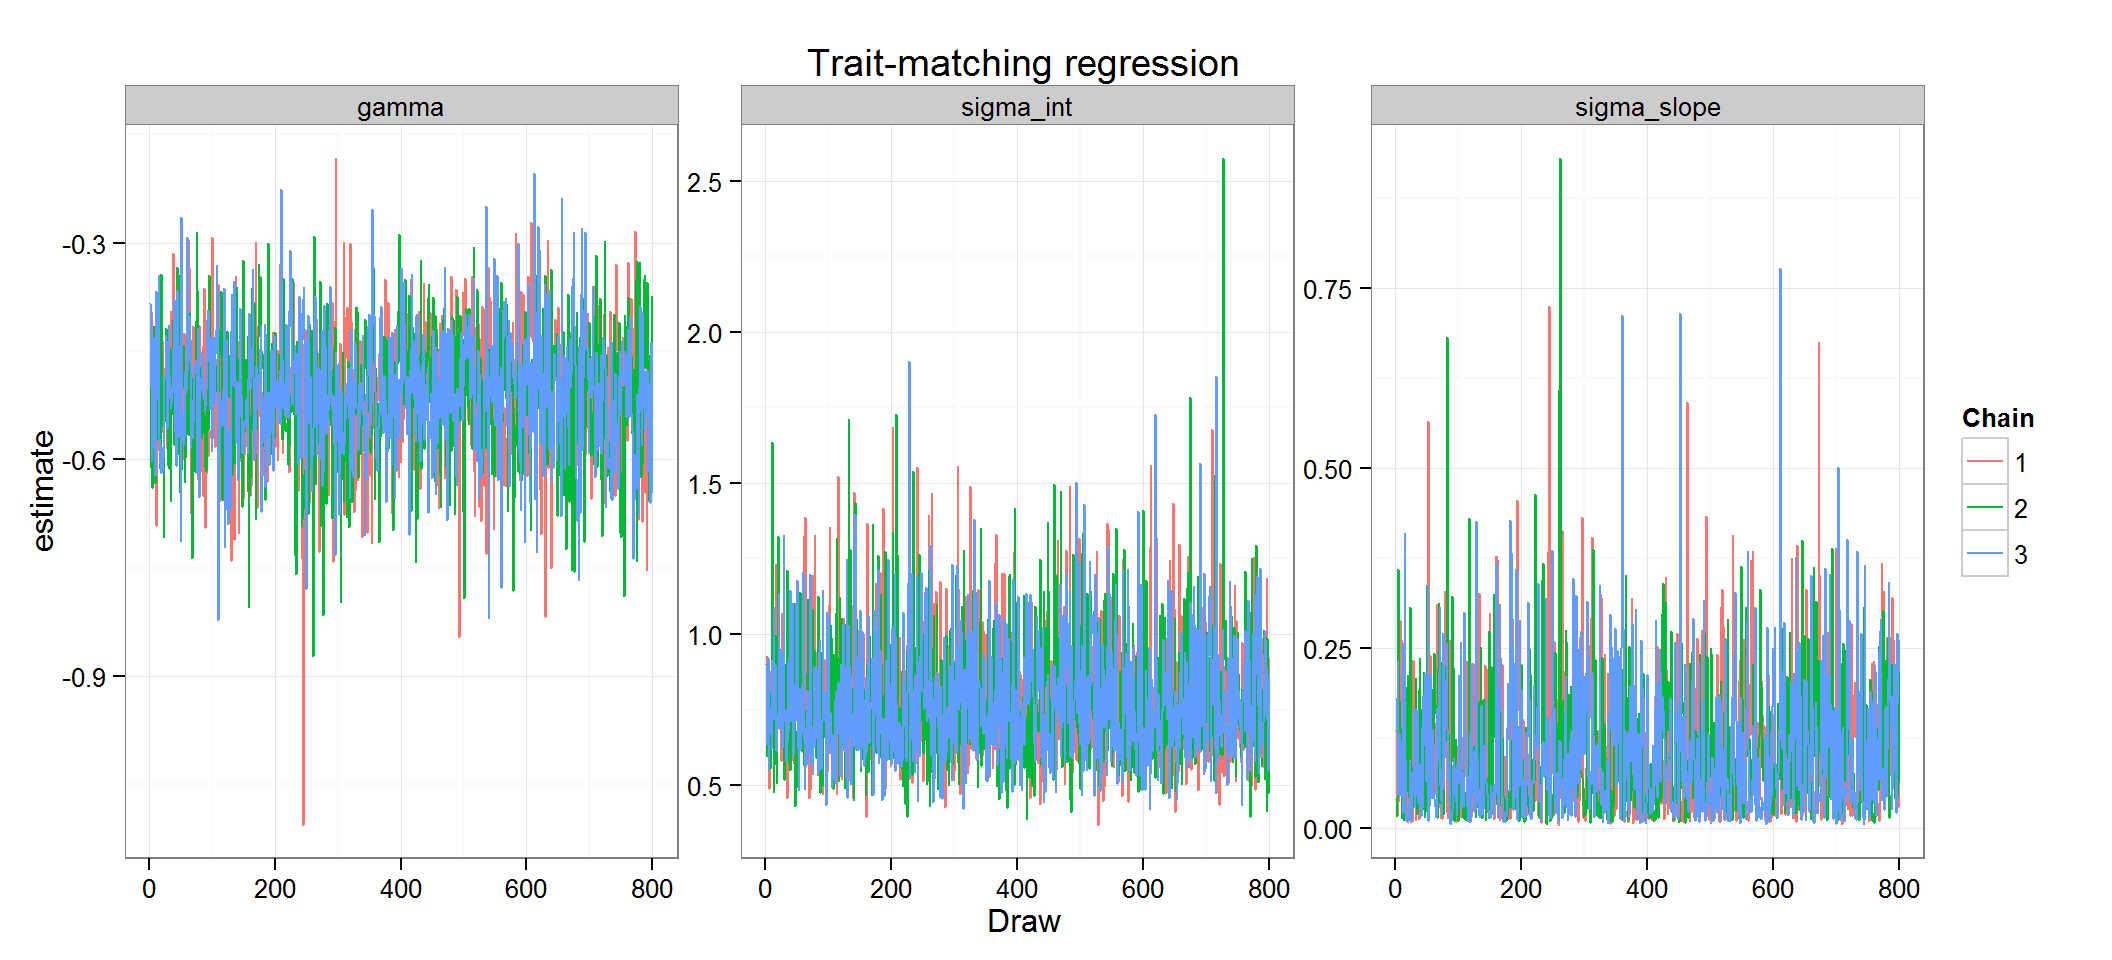 Trait-matching regression
gamma
sigma_int
sigma_slope
estimate
-0.3
-0.6
-0.9
2.5
2.0
1.5
1.0
0.5
0.75
0.50
0.25
0.00
0 200 400 600 800
0 200 400 600 800
0 200 400 600 800
Draw
Chain
1
2
3